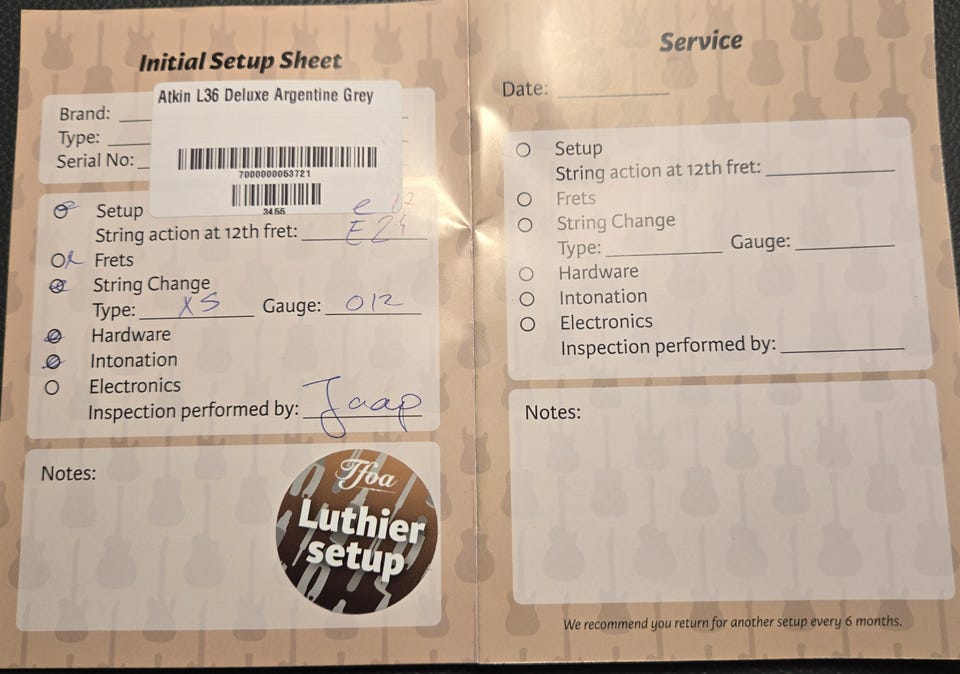 Initial Setup Sheet
Atkin L36 Deluxe Argentine Grey
Brand:
Type:
Serial No:
7000000053721
3455
Setup e
String action at 12th fret: E 24
Frets
String Change
Type: XS Gauge: 012
Hardware
Intonation
Electronics
Inspection performed by: Jaap
Notes:
Tfoa
Luthier
setup
Service
Date:
Setup
String action at 12th fret:
Frets
String Change
Type: Gauge:
Hardware
Intonation
Electronics
Inspection performed by:
Notes:
We recommend you return for another setup every 6 months.